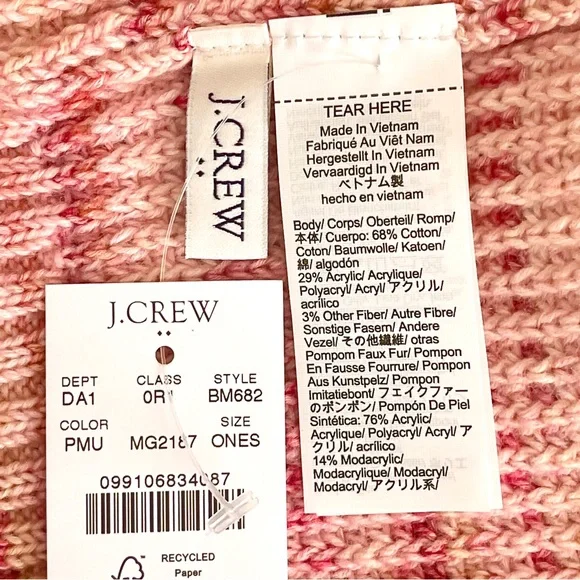 J.CREW
TEAR HERE
Made In Vietnam
Fabriqué Au Viêt Nam
Hergestellt In Vietnam
Vervaardigd In Vietnam
ベトナム製
hecho en vietnam
Body/ Corps/ Oberteil/ Romp/
本体/ Cuerpo: 68% Cotton/
Coton/ Baumwolle/ Katoen/
綿/ algodón
29% Acrylic/ Acrylique/
Polyacryl/ Acryl/ アクリル/
acrílico
3% Other Fiber/ Autre Fibre/
Sonstige Fasern/ Andere
Vezel/ その他繊維/ otras
Pompom Faux Fur/ Pompon
En Fausse Fourrure/ Pompon
Aus Kunstpelz/ Pompon
Imitatiebont/ フェイクファー
のポンポン/ Pompón De Piel
Sintética: 76% Acrylic/
Acrylique/ Polyacryl/ Acryl/ ア
クリル/ acrílico
14% Modacrylic/
Modacrylique/ Modacryl/
Modacryl/ アクリル系/
J.CREW
DEPT CLASS STYLE
DA1 0R1 BM682
COLOR SIZE
PMU MG2187 ONES
099106834087
RECYCLED
Paper
FSC